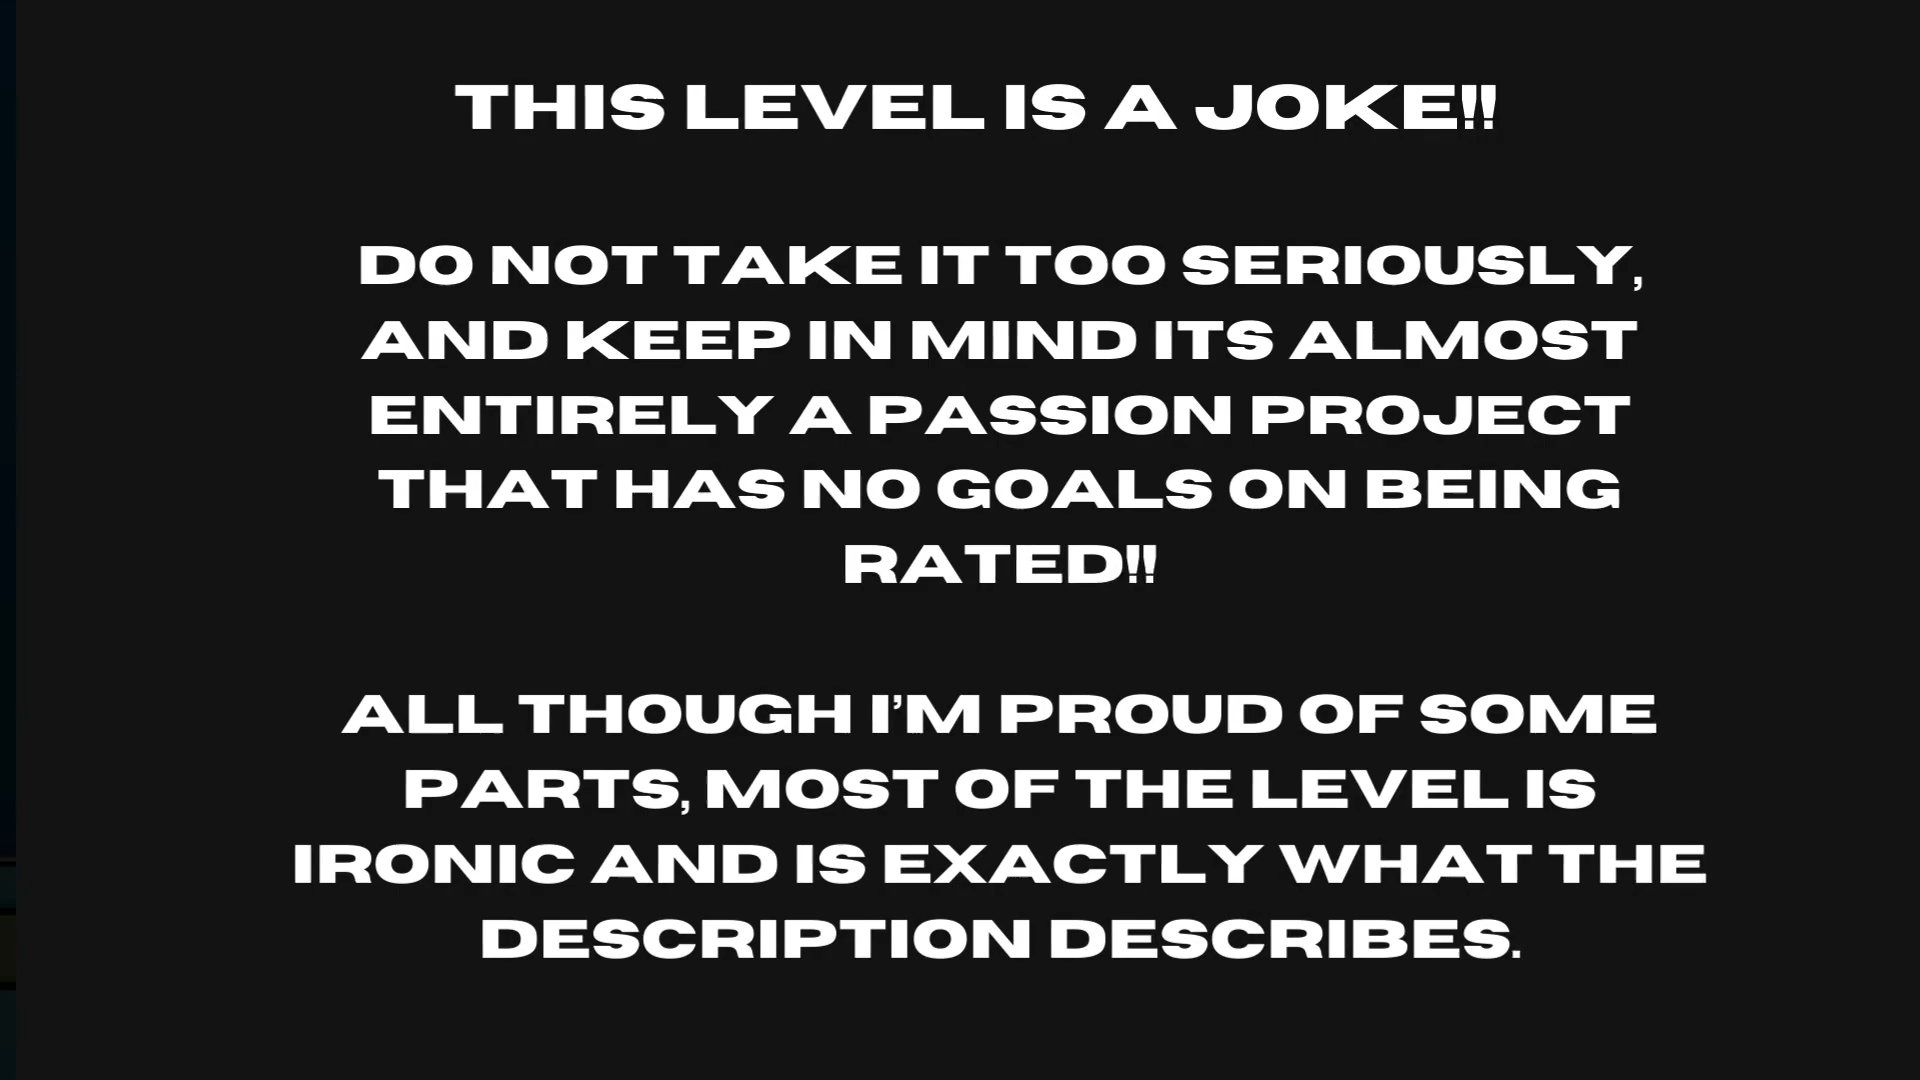 THIS LEVEL IS A JOKE!!
DO NOT TAKE IT TOO SERIOUSLY,
AND KEEP IN MIND ITS ALMOST
ENTIRELY A PASSION PROJECT
THAT HAS NO GOALS ON BEING
RATED!!
ALL THOUGH I'M PROUD OF SOME
PARTS, MOST OF THE LEVEL IS
IRONIC AND IS EXACTLY WHAT THE
DESCRIPTION DESCRIBES.